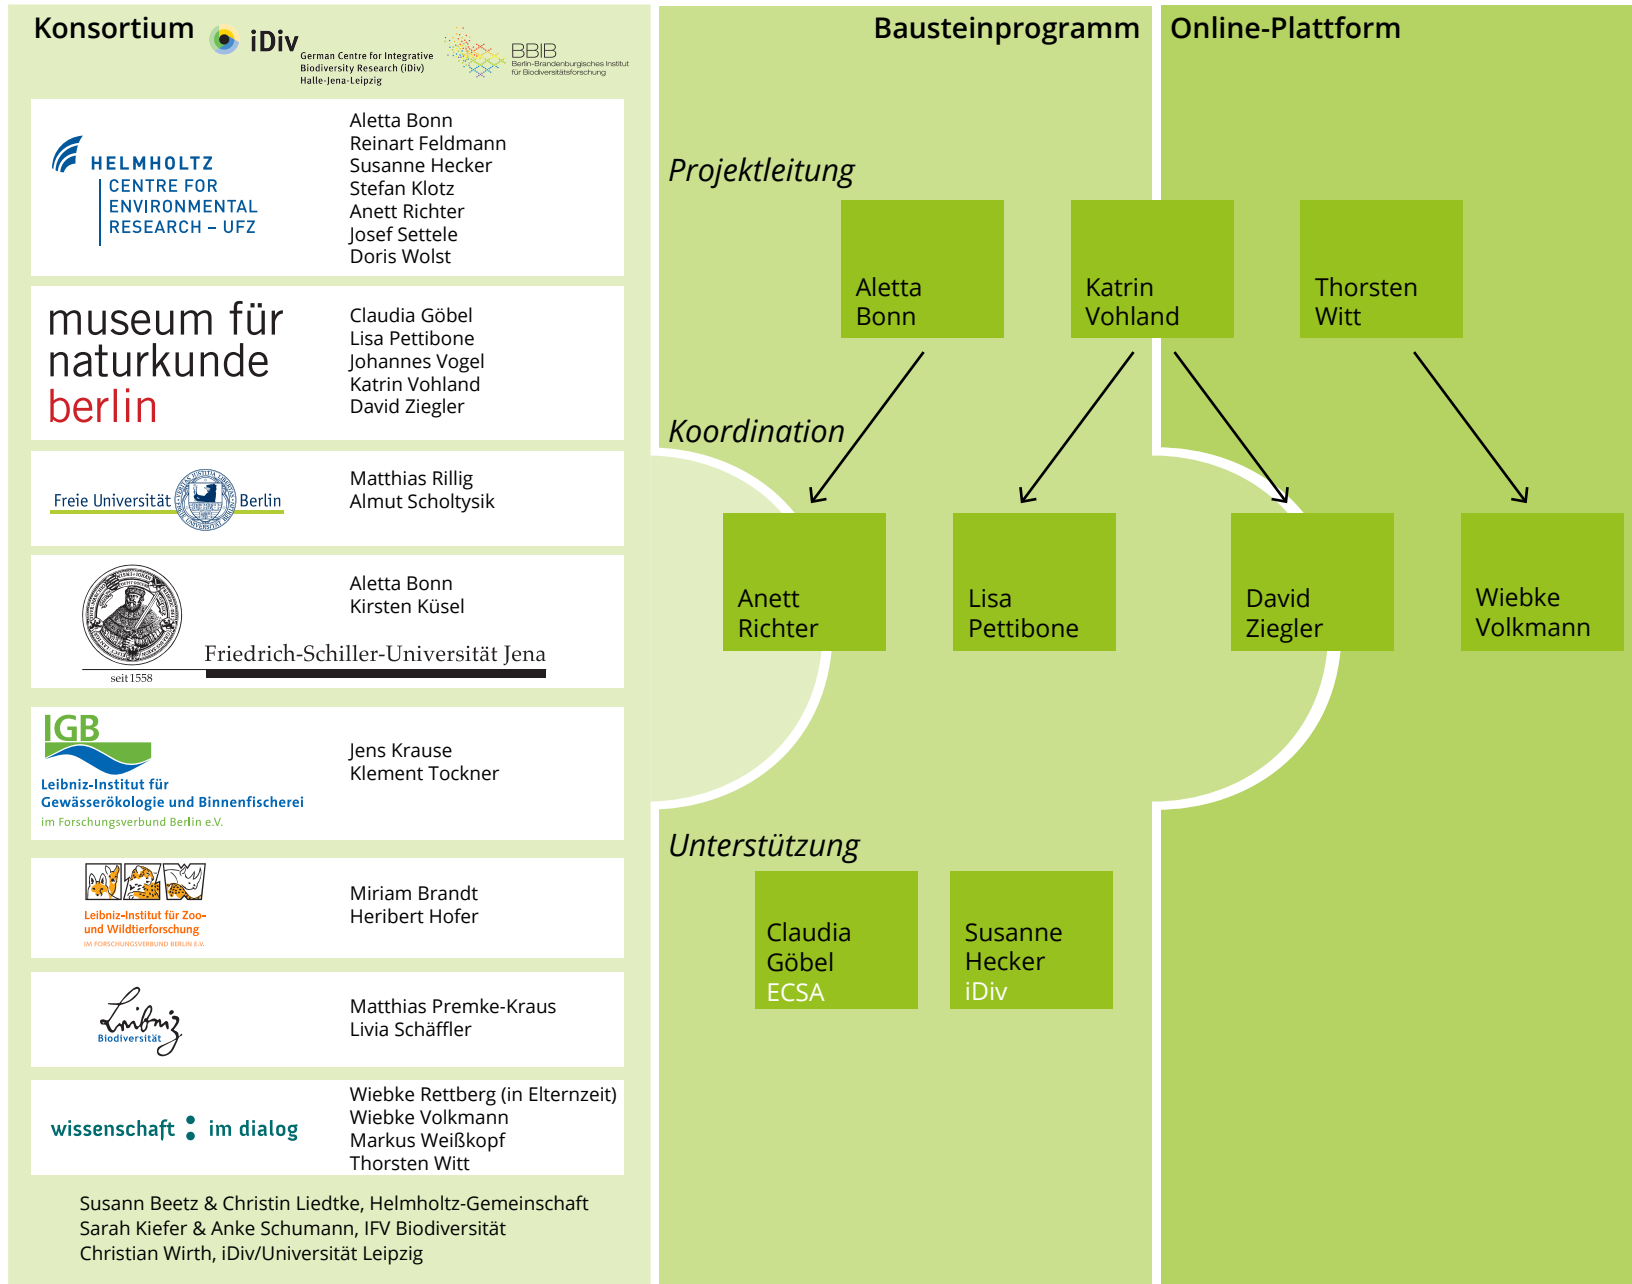 Konsortium
iDiv
German Centre for Integrative
Biodiversity Research (iDiv)
Halle-Jena-Leipzig
BBIB
Berlin-Brandenburgisches Institut
für Biodiversitätsforschung
HELMHOLTZ
CENTRE FOR
ENVIRONMENTAL
RESEARCH – UFZ
Aletta Bonn
Reinart Feldmann
Susanne Hecker
Stefan Klotz
Anett Richter
Josef Settele
Doris Wolst
museum für
naturkunde
berlin
Claudia Göbel
Lisa Pettibone
Johannes Vogel
Katrin Vohland
David Ziegler
Freie Universität Berlin
Matthias Rillig
Almut Scholtysik
Aletta Bonn
Kirsten Küsel
Friedrich-Schiller-Universität Jena
seit 1558
IGB
Leibniz-Institut für
Gewässerökologie und Binnenfischerei
im Forschungsverbund Berlin e.V.
Jens Krause
Klement Tockner
Leibniz-Institut für Zoo-
und Wildtierforschung
IM FORSCHUNGSVERBUND BERLIN E.V.
Miriam Brandt
Heribert Hofer
Leibniz
Biodiversität
Matthias Premke-Kraus
Livia Schäffler
wissenschaft : im dialog
Wiebke Rettberg (in Elternzeit)
Wiebke Volkmann
Markus Weißkopf
Thorsten Witt
Susann Beetz & Christin Liedtke, Helmholtz-Gemeinschaft
Sarah Kiefer & Anke Schumann, IFV Biodiversität
Christian Wirth, iDiv/Universität Leipzig
Bausteinprogramm
Online-Plattform
Projektleitung
Aletta
Bonn
Katrin
Vohland
Thorsten
Witt
Koordination
Anett
Richter
Lisa
Pettibone
David
Ziegler
Wiebke
Volkmann
Unterstützung
Claudia
Göbel
ECSA
Susanne
Hecker
iDiv